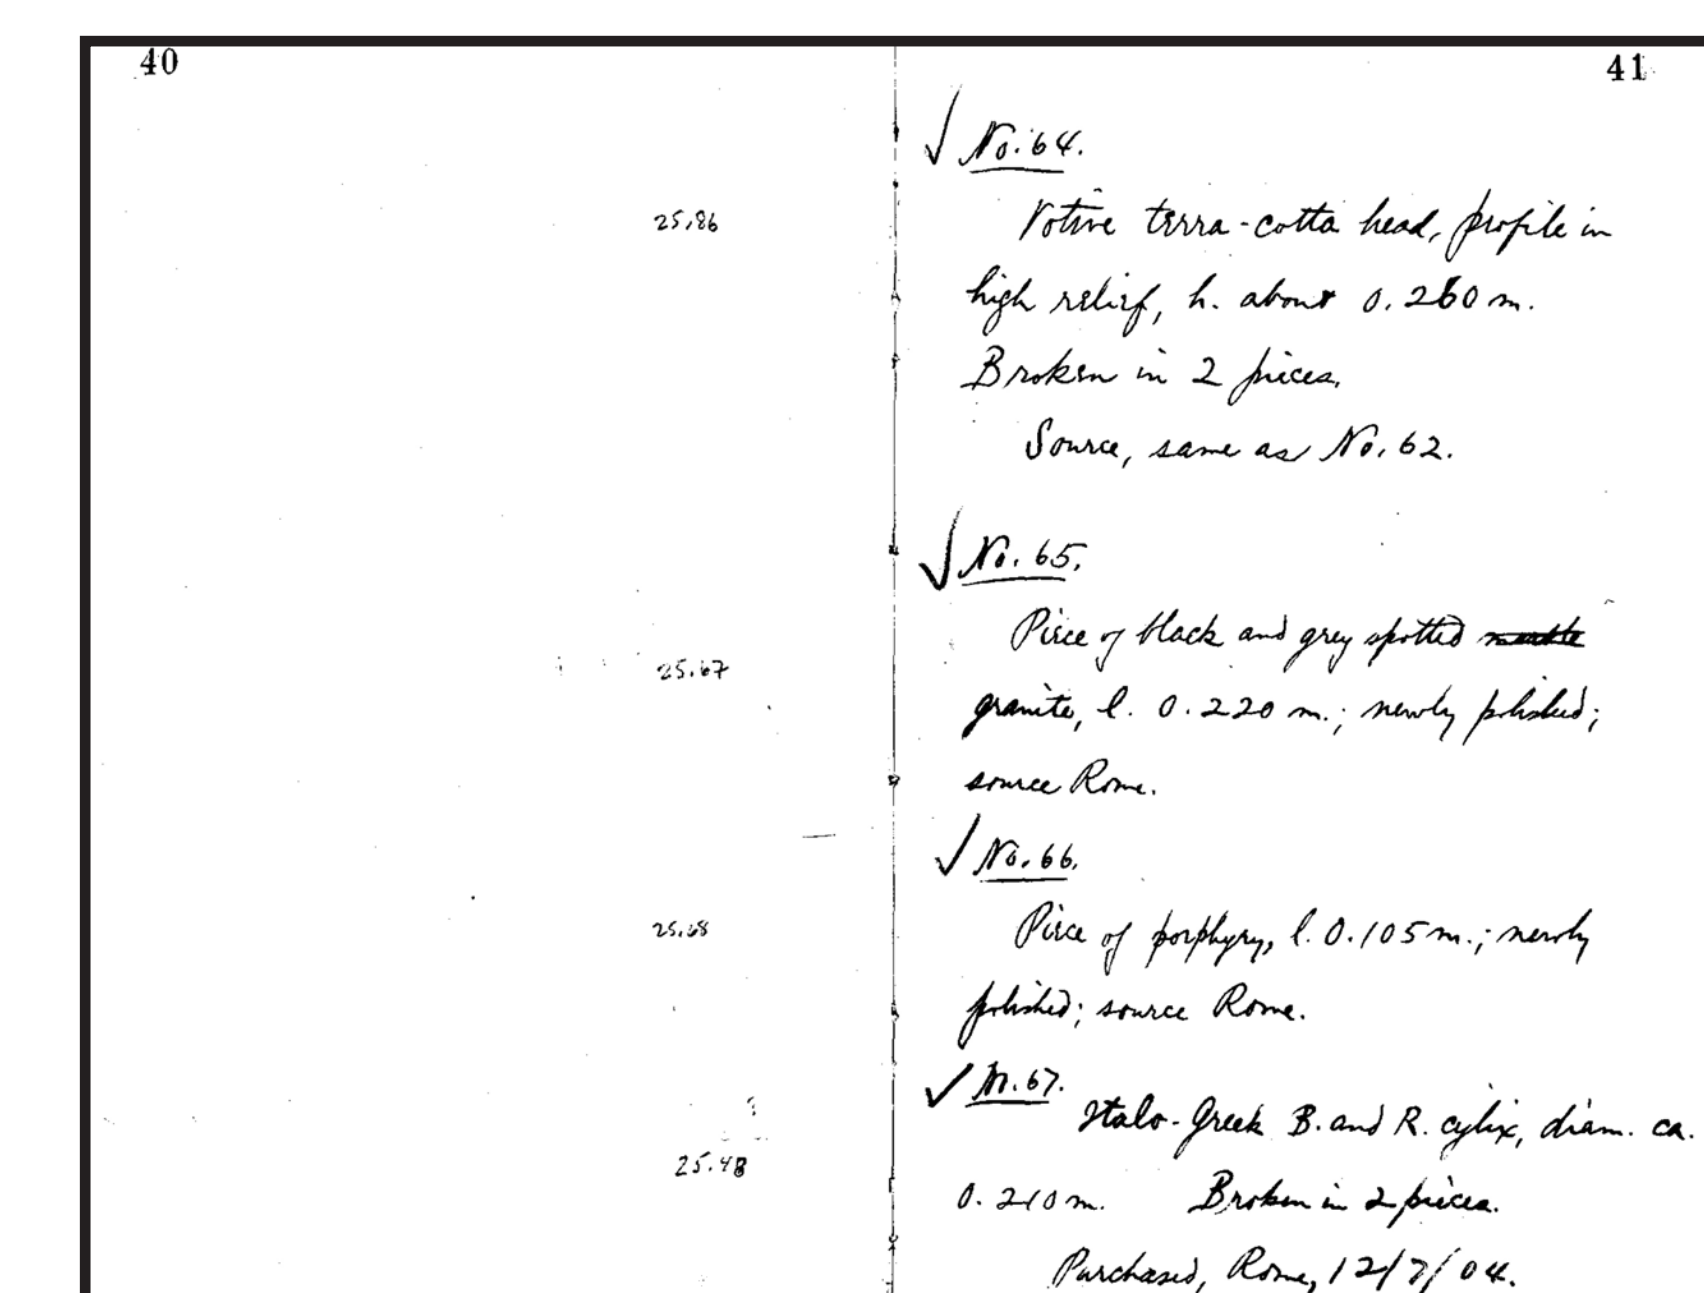 40
25.86
25.67
25.68
25.48
41
No. 64.
Votive terra-cotta head, profile in
high relief, h. about 0.260 m.
Broken in 2 pieces.
Source, same as No. 62.
No. 65.
Piece of black and grey spotted marble
granite, l. 0.220 m.; newly polished;
source Rome.
No. 66.
Piece of porphyry, l. 0.105 m.; newly
polished; source Rome.
N. 67.
Italo-Greek B. and R. cylix, diam. ca.
0.210 m. Broken in 2 pieces.
Purchased, Rome, 12/7/04.